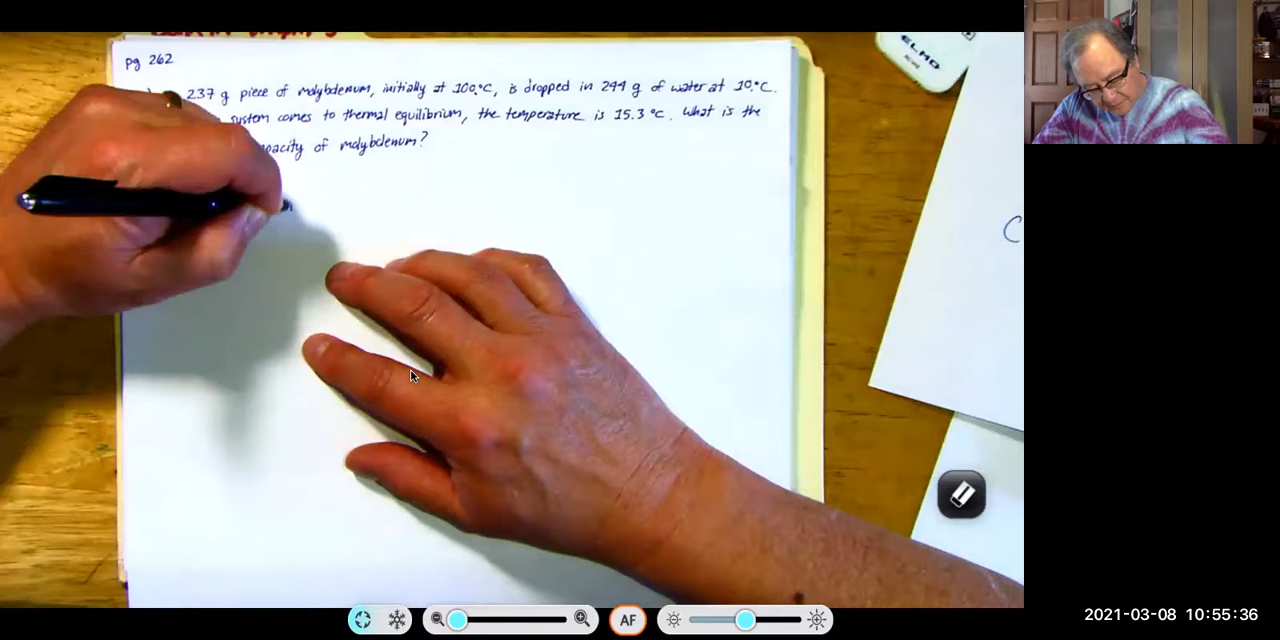 Pg 262
237 g piece of molybdenum, initially at 100.°C, is dropped in 244 g of water at 10.°C.
system comes to thermal equilibrium, the temperature is 15.3 °C. What is the
pacity of molybdenum?
ELMO
C
AF
2021-03-08 10:55:36